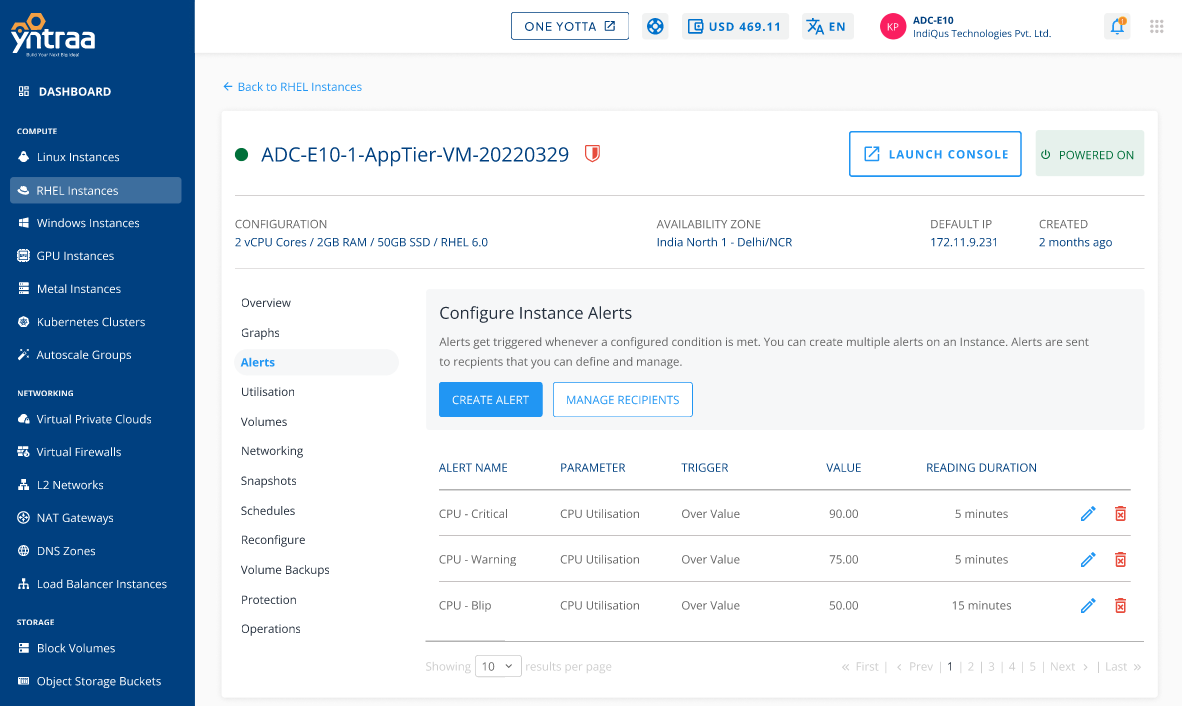 yntraa
Build Your Next Big Idea!
ONE YOTTA
USD 469.11
EN
KP
ADC-E10
IndiQus Technologies Pvt. Ltd.
1
DASHBOARD
COMPUTE
Linux Instances
RHEL Instances
Windows Instances
GPU Instances
Metal Instances
Kubernetes Clusters
Autoscale Groups
NETWORKING
Virtual Private Clouds
Virtual Firewalls
L2 Networks
NAT Gateways
DNS Zones
Load Balancer Instances
STORAGE
Block Volumes
Object Storage Buckets
Back to RHEL Instances
ADC-E10-1-AppTier-VM-20220329
LAUNCH CONSOLE
POWERED ON
CONFIGURATION
2 vCPU Cores / 2GB RAM / 50GB SSD / RHEL 6.0
AVAILABILITY ZONE
India North 1 - Delhi/NCR
DEFAULT IP
172.11.9.231
CREATED
2 months ago
Overview
Graphs
Alerts
Utilisation
Volumes
Networking
Snapshots
Schedules
Reconfigure
Volume Backups
Protection
Operations
Configure Instance Alerts
Alerts get triggered whenever a configured condition is met. You can create multiple alerts on an Instance. Alerts are sent
to recpients that you can define and manage.
CREATE ALERT
MANAGE RECIPIENTS
ALERT NAME PARAMETER TRIGGER VALUE READING DURATION
CPU - Critical CPU Utilisation Over Value 90.00 5 minutes
CPU - Warning CPU Utilisation Over Value 75.00 5 minutes
CPU - Blip CPU Utilisation Over Value 50.00 15 minutes
Showing 10 results per page
« First | ‹ Prev | 1 | 2 | 3 | 4 | 5 | Next › | Last »